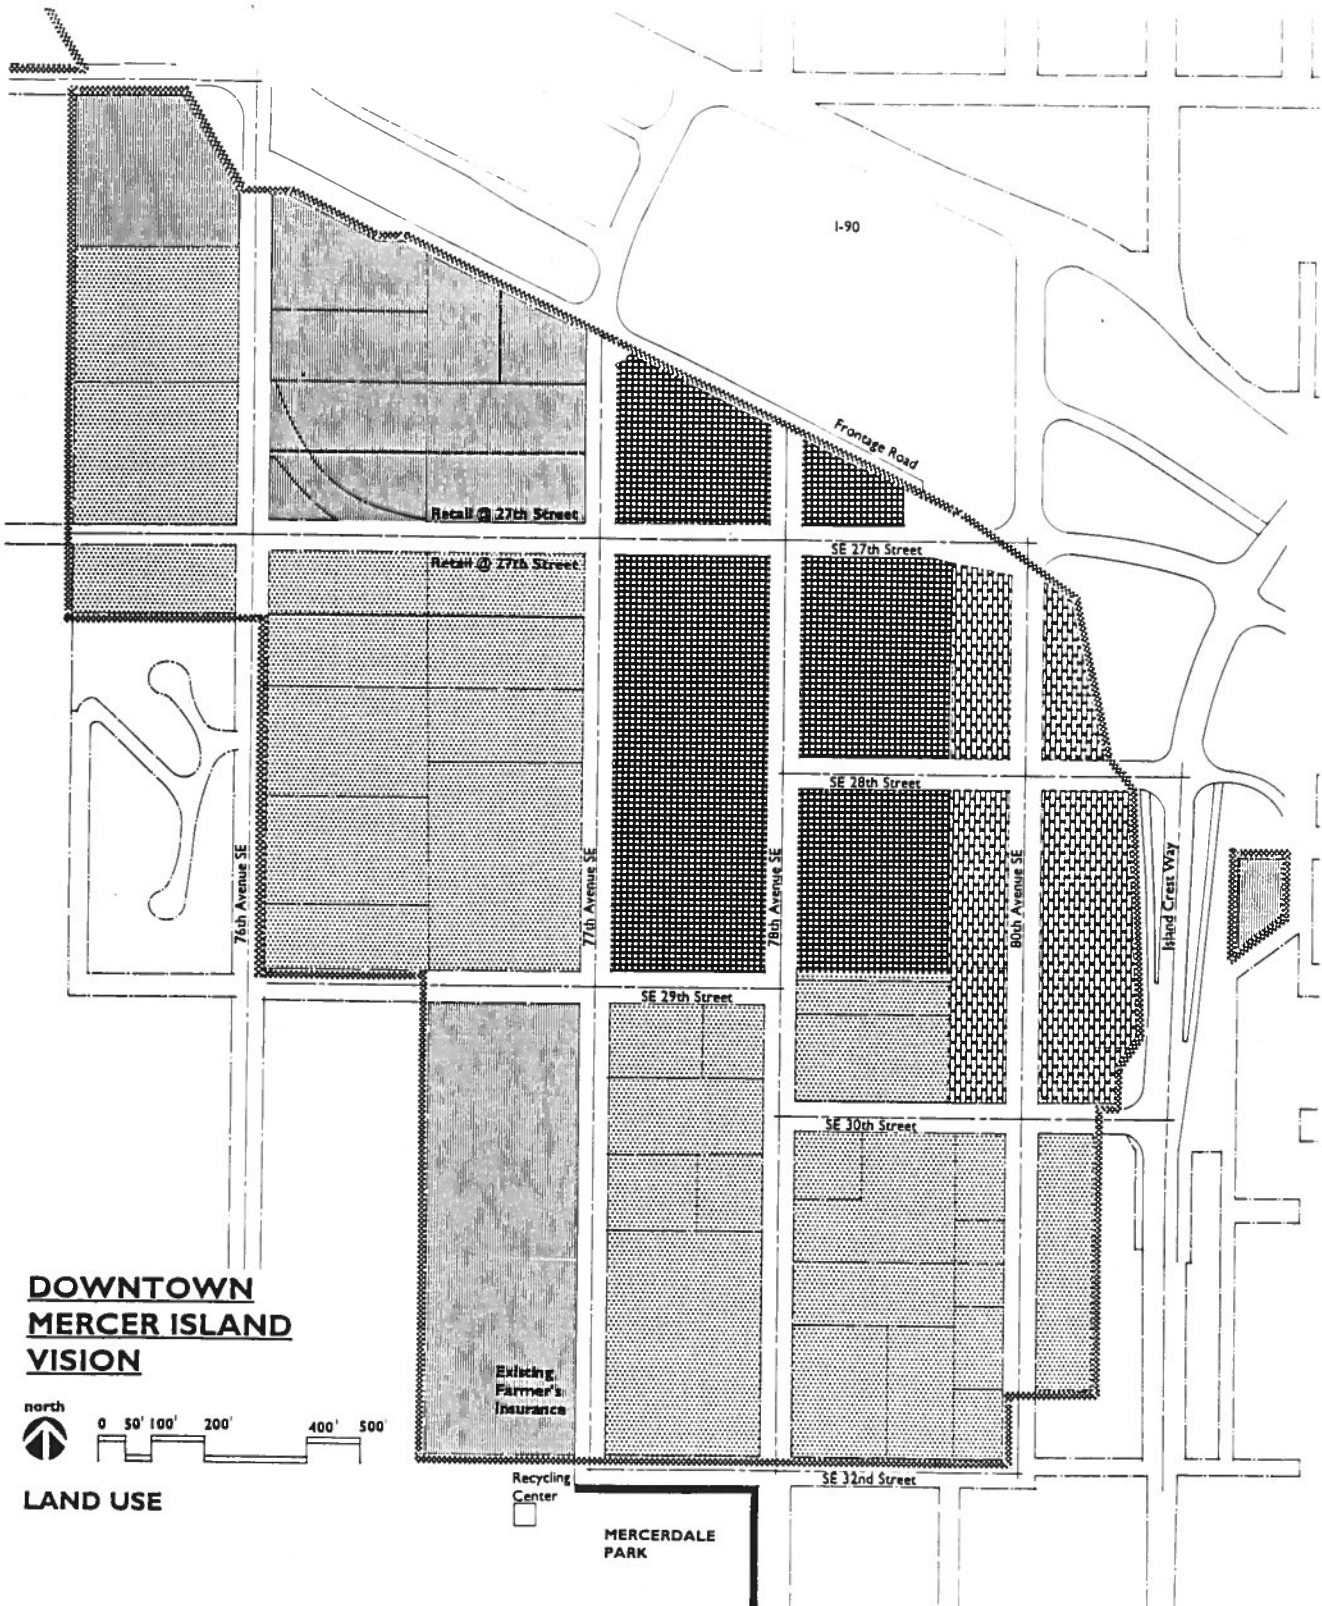 I-90
Frontage Road
Retail @ 27th Street
SE 27th Street
Retail @ 27th Street
SE 28th Street
76th Avenue SE
77th Avenue SE
78th Avenue SE
80th Avenue SE
Island Crest Way
SE 29th Street
SE 30th Street
DOWNTOWN
MERCER ISLAND
VISION
Existing
Farmer's
Insurance
north
0 50' 100' 200' 400' 500'
Recycling
Center
SE 32nd Street
LAND USE
MERCERDALE
PARK